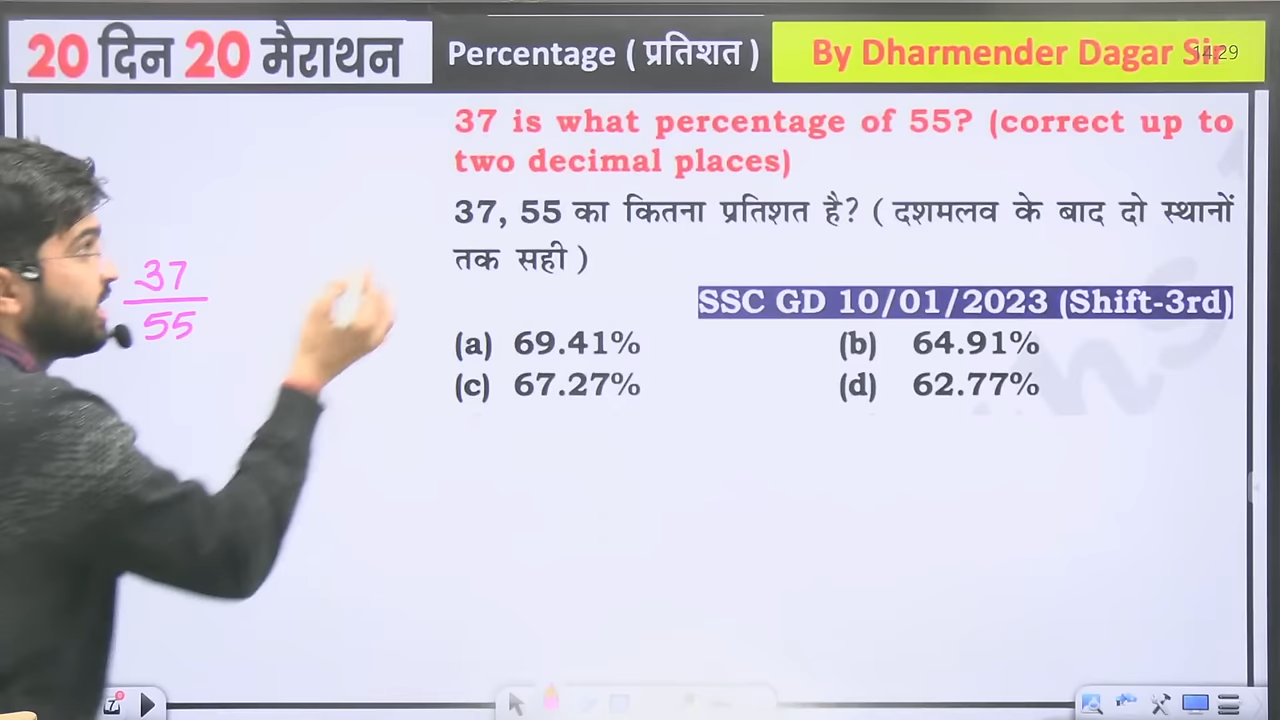 20 दिन 20 मैराथन
Percentage ( प्रतिशत )
By Dharmender Dagar Sir
14:29
37 is what percentage of 55? (correct up to
two decimal places)
37, 55 का कितना प्रतिशत है? ( दशमलव के बाद दो स्थानों
तक सही )
SSC GD 10/01/2023 (Shift-3rd)
(a) 69.41% (b) 64.91%
(c) 67.27% (d) 62.77%
37
55